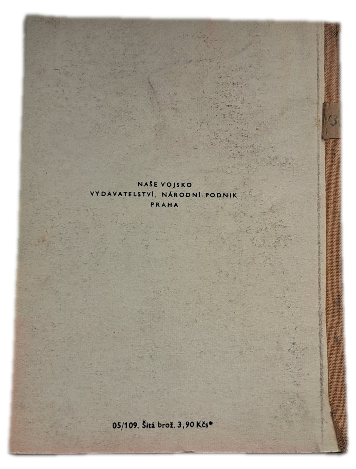 NAŠE VOJSKO
VYDAVATELSTVÍ, NÁRODNÍ PODNIK
PRAHA
05/109. Šitá brož. 3,90 Kčs*